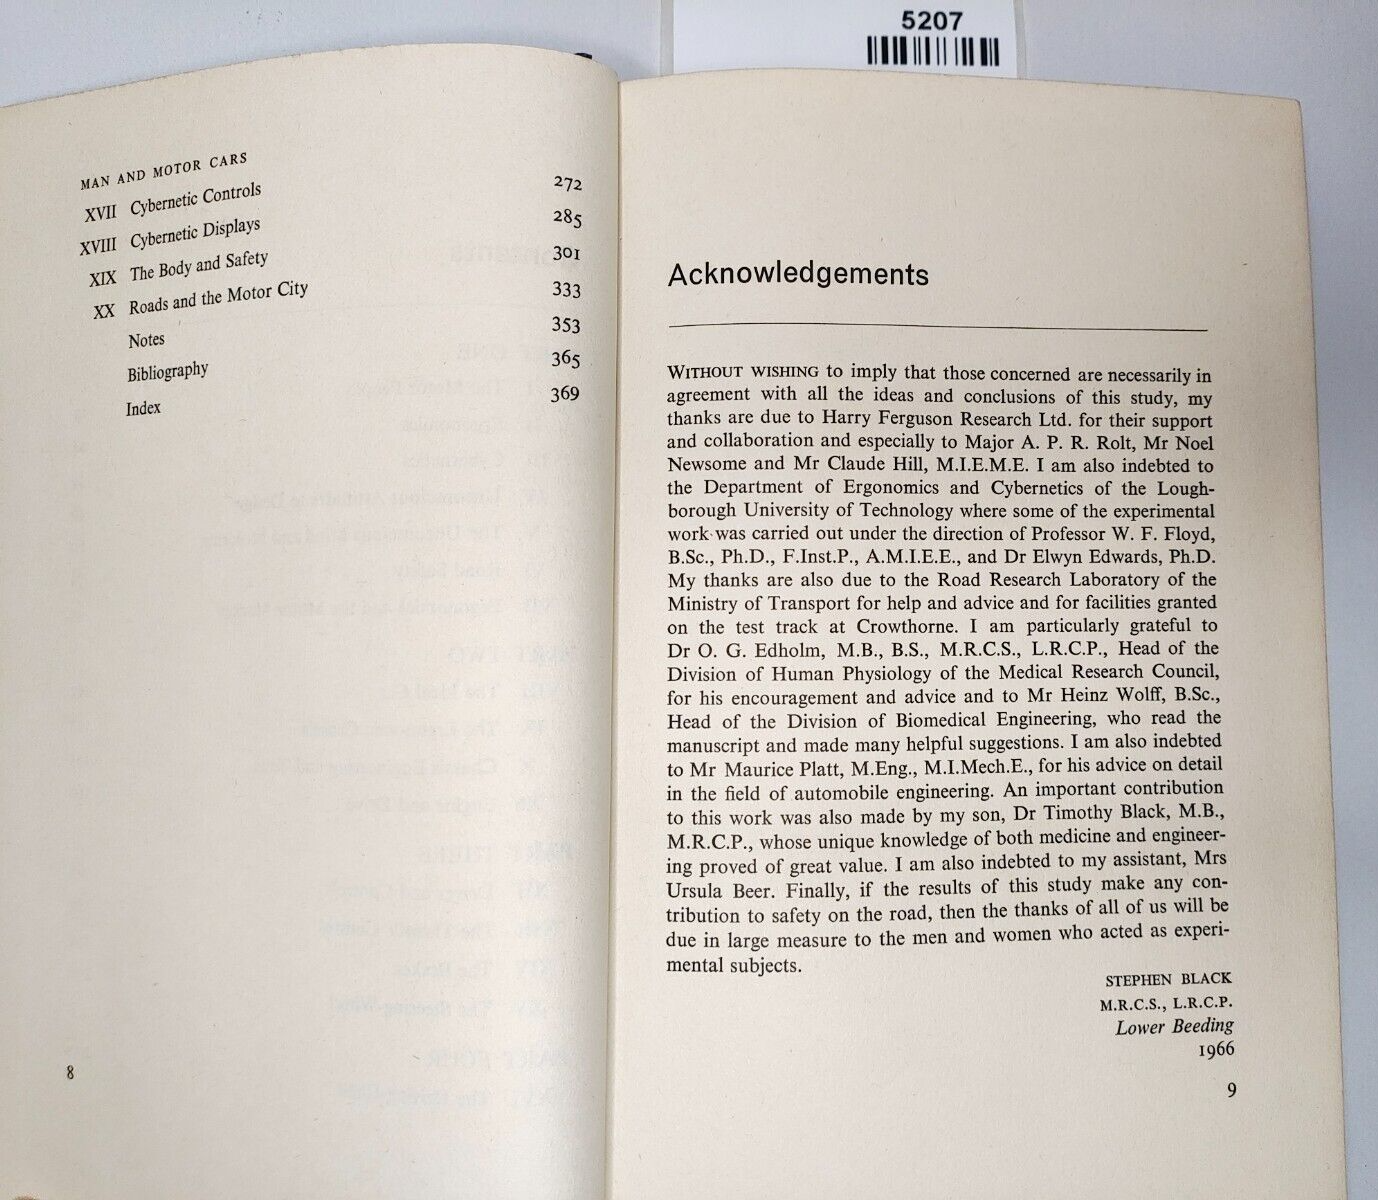 5207
MAN AND MOTOR CARS
XVII Cybernetic Controls 272
XVIII Cybernetic Displays 285
XIX The Body and Safety 301
XX Roads and the Motor City 333
Notes 353
Bibliography 365
Index 369
8
Acknowledgements
WITHOUT WISHING to imply that those concerned are necessarily in
agreement with all the ideas and conclusions of this study, my
thanks are due to Harry Ferguson Research Ltd. for their support
and collaboration and especially to Major A. P. R. Rolt, Mr Noel
Newsome and Mr Claude Hill, M.I.E.M.E. I am also indebted to
the Department of Ergonomics and Cybernetics of the Lough-
borough University of Technology where some of the experimental
work was carried out under the direction of Professor W. F. Floyd,
B.Sc., Ph.D., F.Inst.P., A.M.I.E.E., and Dr Elwyn Edwards, Ph.D.
My thanks are also due to the Road Research Laboratory of the
Ministry of Transport for help and advice and for facilities granted
on the test track at Crowthorne. I am particularly grateful to
Dr O. G. Edholm, M.B., B.S., M.R.C.S., L.R.C.P., Head of the
Division of Human Physiology of the Medical Research Council,
for his encouragement and advice and to Mr Heinz Wolff, B.Sc.,
Head of the Division of Biomedical Engineering, who read the
manuscript and made many helpful suggestions. I am also indebted
to Mr Maurice Platt, M.Eng., M.I.Mech.E., for his advice on detail
in the field of automobile engineering. An important contribution
to this work was also made by my son, Dr Timothy Black, M.B.,
M.R.C.P., whose unique knowledge of both medicine and engineer-
ing proved of great value. I am also indebted to my assistant, Mrs
Ursula Beer. Finally, if the results of this study make any con-
tribution to safety on the road, then the thanks of all of us will be
due in large measure to the men and women who acted as experi-
mental subjects.
STEPHEN BLACK
M.R.C.S., L.R.C.P.
Lower Beeding
1966
9